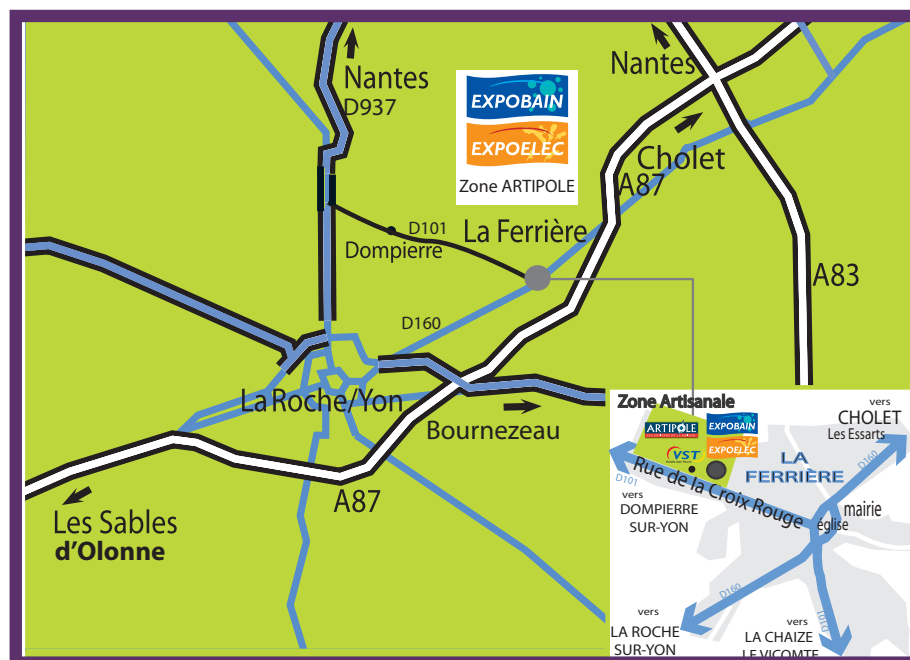 Nantes
D937
EXPOBAIN
EXPOELEC
Zone ARTIPOLE
Nantes
Cholet
A87
D101
Dompierre
La Ferrière
A83
D160
La Roche/Yon
Bournezeau
A87
Les Sables
d'Olonne
Zone Artisanale
ARTIPÔLE
EXPOBAIN
EXPOELEC
VST
vers
CHOLET
Les Essarts
D160
LA
FERRIÈRE
D101
Rue de la Croix Rouge
vers
DOMPIERRE
SUR-YON
mairie
église
D160
D101
vers
LA ROCHE
SUR-YON
vers
LA CHAIZE
LE VICOMTE